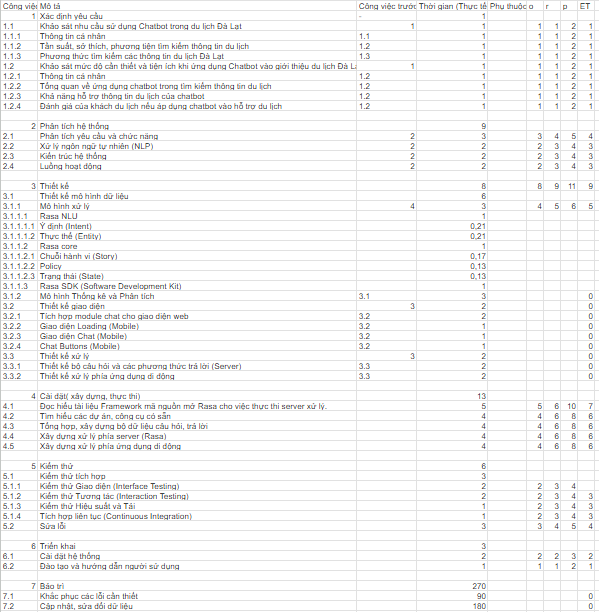 Công việc Mô tả Công việc trước Thời gian (Thực tế Phụ thuộc o r p ET
1 Xác định yêu cầu - 1
1.1 Khảo sát nhu cầu sử dụng Chatbot trong du lịch Đà Lạt 1 1 1 1 2 1
1.1.1 Thông tin cá nhân 1.1 1 1 1 2 1
1.1.2 Tần suất, sở thích, phương tiện tìm kiếm thông tin du lịch 1.2 1 1 1 2 1
1.1.3 Phương thức tìm kiếm các thông tin du lịch Đà Lạt 1.3 1 1 1 2 1
1.2 Khảo sát mức độ cần thiết và tiện ích khi ứng dụng Chatbot vào giới thiệu du lịch Đà Lạ 1 1 1 1 2 1
1.2.1 Thông tin cá nhân 1.2 1 1 1 2 1
1.2.2 Tổng quan về ứng dụng chatbot trong tìm kiếm thông tin du lịch 1.2 1 1 1 2 1
1.2.3 Khả năng hỗ trợ thông tin du lịch của chatbot 1.2 1 1 1 2 1
1.2.4 Đánh giá của khách du lịch nếu áp dụng chatbot vào hỗ trợ du lịch 1.2 1 1 1 2 1
2 Phân tích hệ thống 9
2.1 Phân tích yêu cầu và chức năng 2 3 3 4 5 4
2.2 Xử lý ngôn ngữ tự nhiên (NLP) 2 2 2 3 4 3
2.3 Kiến trúc hệ thống 2 2 2 3 4 3
2.4 Luồng hoạt động 2 2 2 3 4 3
3 Thiết kế 8 8 9 11 9
3.1 Thiết kế mô hình dữ liệu 6
3.1.1 Mô hình xử lý 4 3 4 5 6 5
3.1.1.1 Rasa NLU 1
3.1.1.1.1 Ý định (Intent) 0,21
3.1.1.1.2 Thực thể (Entity) 0,21
3.1.1.2 Rasa core 1
3.1.1.2.1 Chuỗi hành vi (Story) 0,17
3.1.1.2.2 Policy 0,13
3.1.1.2.3 Trạng thái (State) 0,13
3.1.1.3 Rasa SDK (Software Development Kit) 1
3.1.2 Mô hình Thống kê và Phân tích 3.1 3 0
3.2 Thiết kế giao diện 3 2 0
3.2.1 Tích hợp module chat cho giao diện web 3.2 2 0
3.2.2 Giao diện Loading (Mobile) 3.2 1 0
3.2.3 Giao diện Chat (Mobile) 3.2 1 0
3.2.4 Chat Buttons (Mobile) 3.2 1 0
3.3 Thiết kế xử lý 3 2 0
3.3.1 Thiết kế bộ câu hỏi và các phương thức trả lời (Server) 3.3 2 0
3.3.2 Thiết kế xử lý phía ứng dụng di động 3.3 2 0
4 Cài đặt( xây dựng, thực thi) 13
4.1 Đọc hiểu tài liệu Framework mã nguồn mở Rasa cho việc thực thi server xử lý. 5 5 6 10 7
4.2 Tìm hiểu các dự án, công cụ có sẵn 4 4 6 8 6
4.3 Tổng hợp, xây dựng bộ dữ liệu câu hỏi, trả lời 4 4 6 8 6
4.4 Xây dựng xử lý phía server (Rasa) 4 4 6 8 6
4.5 Xây dựng xử lý phía ứng dụng di động 4 4 6 8 6
5 Kiểm thử 6
5.1 Kiểm thử tích hợp 3
5.1.1 Kiểm thử Giao diện (Interface Testing) 2 2 3 4
5.1.2 Kiểm thử Tương tác (Interaction Testing) 2 2 3 4 3
5.1.3 Kiểm thử Hiệu suất và Tải 1 2 3 4 3
5.1.4 Tích hợp liên tục (Continuous Integration) 1 2 3 4 3
5.2 Sửa lỗi 3 3 4 5 4
6 Triển khai 3
6.1 Cài đặt hệ thống 2 2 2 3 2
6.2 Đào tạo và hướng dẫn người sử dụng 1 1 1 2 1
7 Bảo trì 270
7.1 Khắc phục các lỗi cần thiết 90 0
7.2 Cập nhật, sửa đổi dữ liệu 180 0